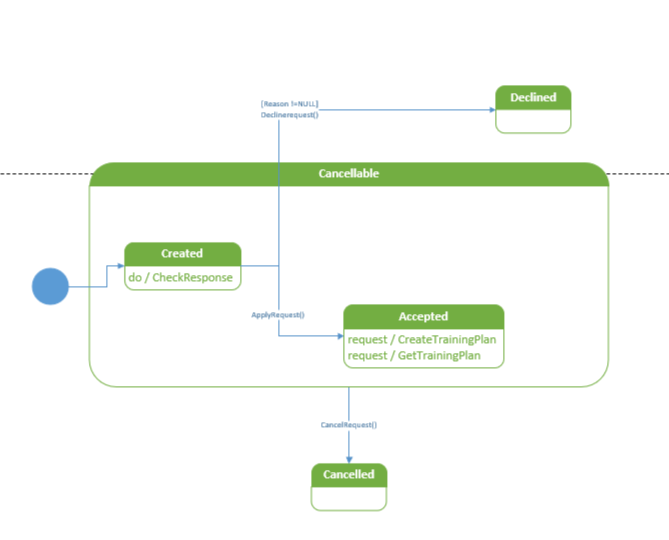 Declined
[Reason !=NULL]
Declinerequest()
Cancellable
Created
do / CheckResponse
ApplyRequest()
Accepted
request / CreateTrainingPlan
request / GetTrainingPlan
CancelRequest()
Cancelled